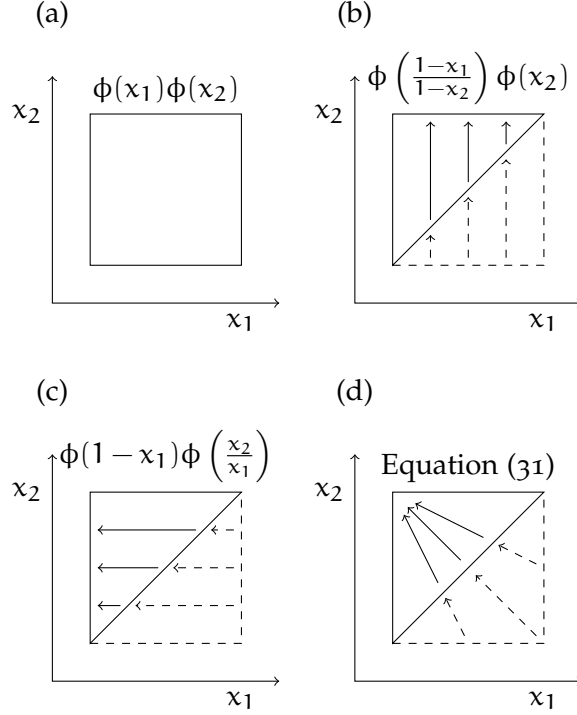 (a)
ϕ(x₁)ϕ(x₂)
x₂
x₁
(b)
ϕ((1−x₁)/(1−x₂)) ϕ(x₂)
x₂
x₁
(c)
ϕ(1 − x₁)ϕ(x₂/x₁)
x₂
x₁
(d)
Equation (31)
x₂
x₁